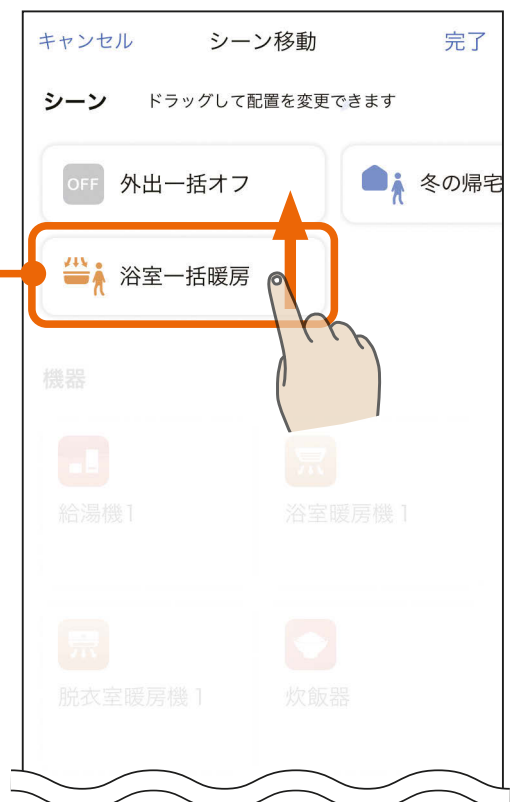 キャンセル シーン移動 完了
シーン ドラッグして配置を変更できます
OFF 外出一括オフ 冬の帰宅
浴室一括暖房
機器
給湯機1 浴室暖房機1
脱衣室暖房機1 炊飯器